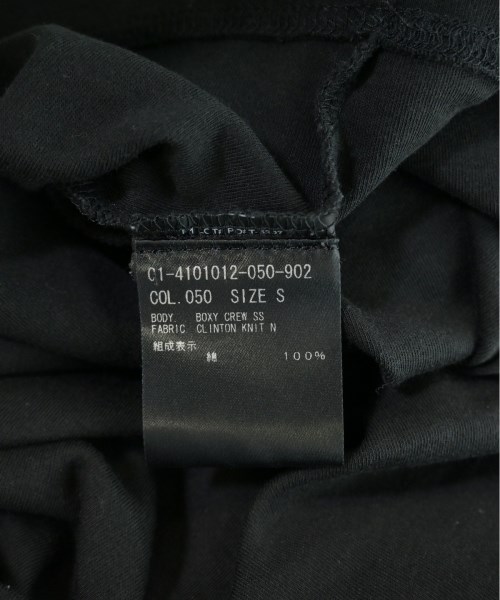 C1-4101012-050-902
COL.050 SIZE S
BODY. BOXY CREW SS
FABRIC CLINTON KNIT N
組成表示
綿 100%